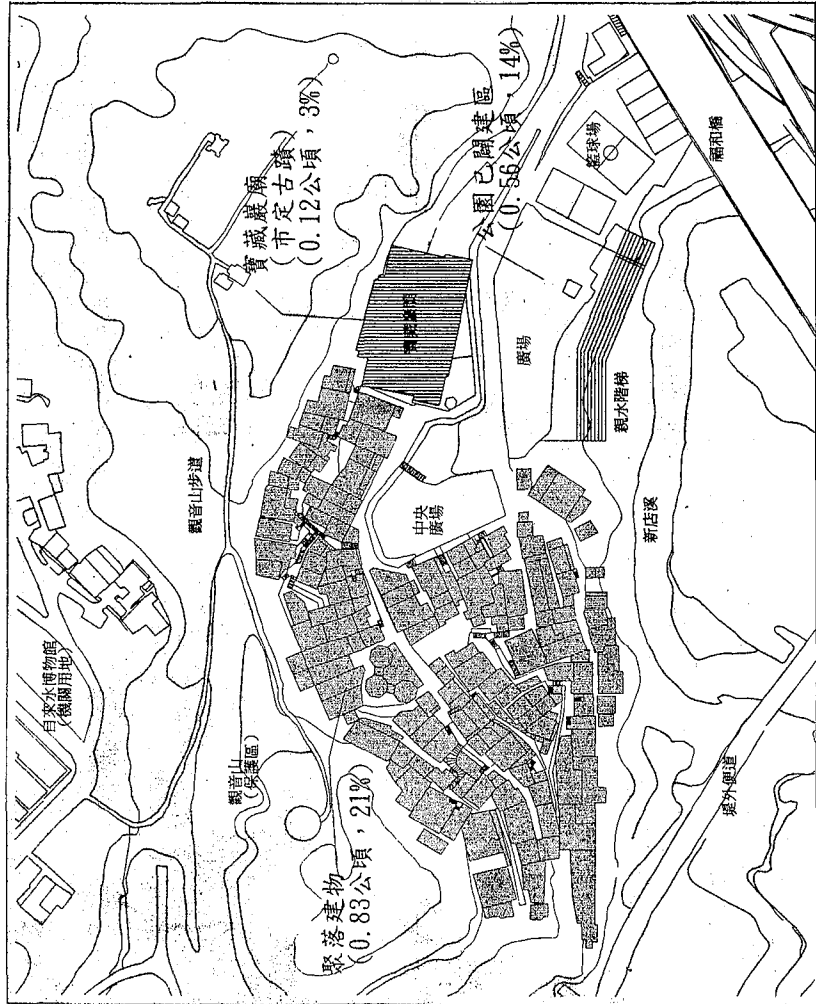 自來水博物館
(機關用地)
觀音山步道
觀音山
(保護區)
寶藏巖廟
(市定古蹟)
(0.12公頃,3%)
公園已闢建區
(0.56公頃,14%)
聚落建物
(0.83公頃,21%)
中央
廣場
廣場
籃球場
福和橋
親水階梯
新店溪
堤外便道